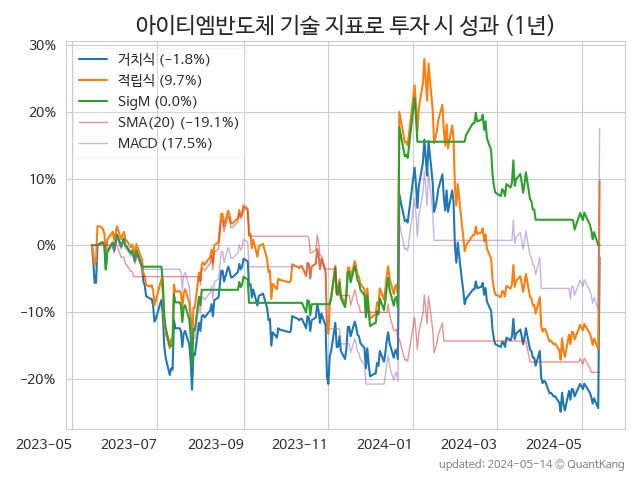 아이티엠반도체 기술 지표로 투자 시 성과 (1년)
30%
20%
10%
0%
−10%
−20%
거치식 (−1.8%)
적립식 (9.7%)
SigM (0.0%)
SMA(20) (−19.1%)
MACD (17.5%)
2023−05
2023−07
2023−09
2023−11
2024−01
2024−03
2024−05
updated: 2024−05−14 ⓒ QuantKang